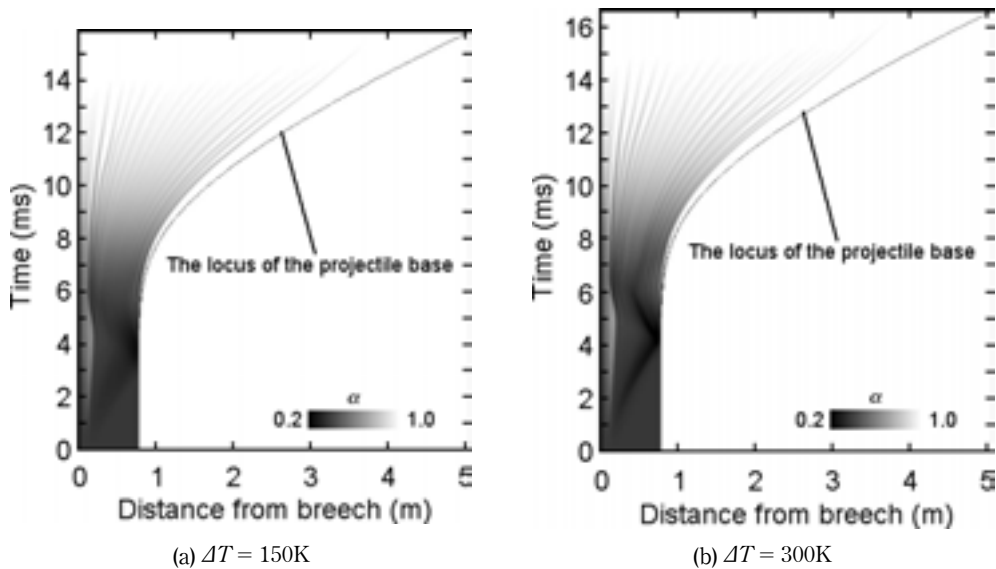 14
12
10
8
6
4
2
0
Time (ms)
The locus of the projectile base
α
0.2 1.0
0 1 2 3 4 5
Distance from breech (m)
(a) ΔT = 150K
16
14
12
10
8
6
4
2
0
Time (ms)
The locus of the projectile base
α
0.2 1.0
0 1 2 3 4 5
Distance from breech (m)
(b) ΔT = 300K